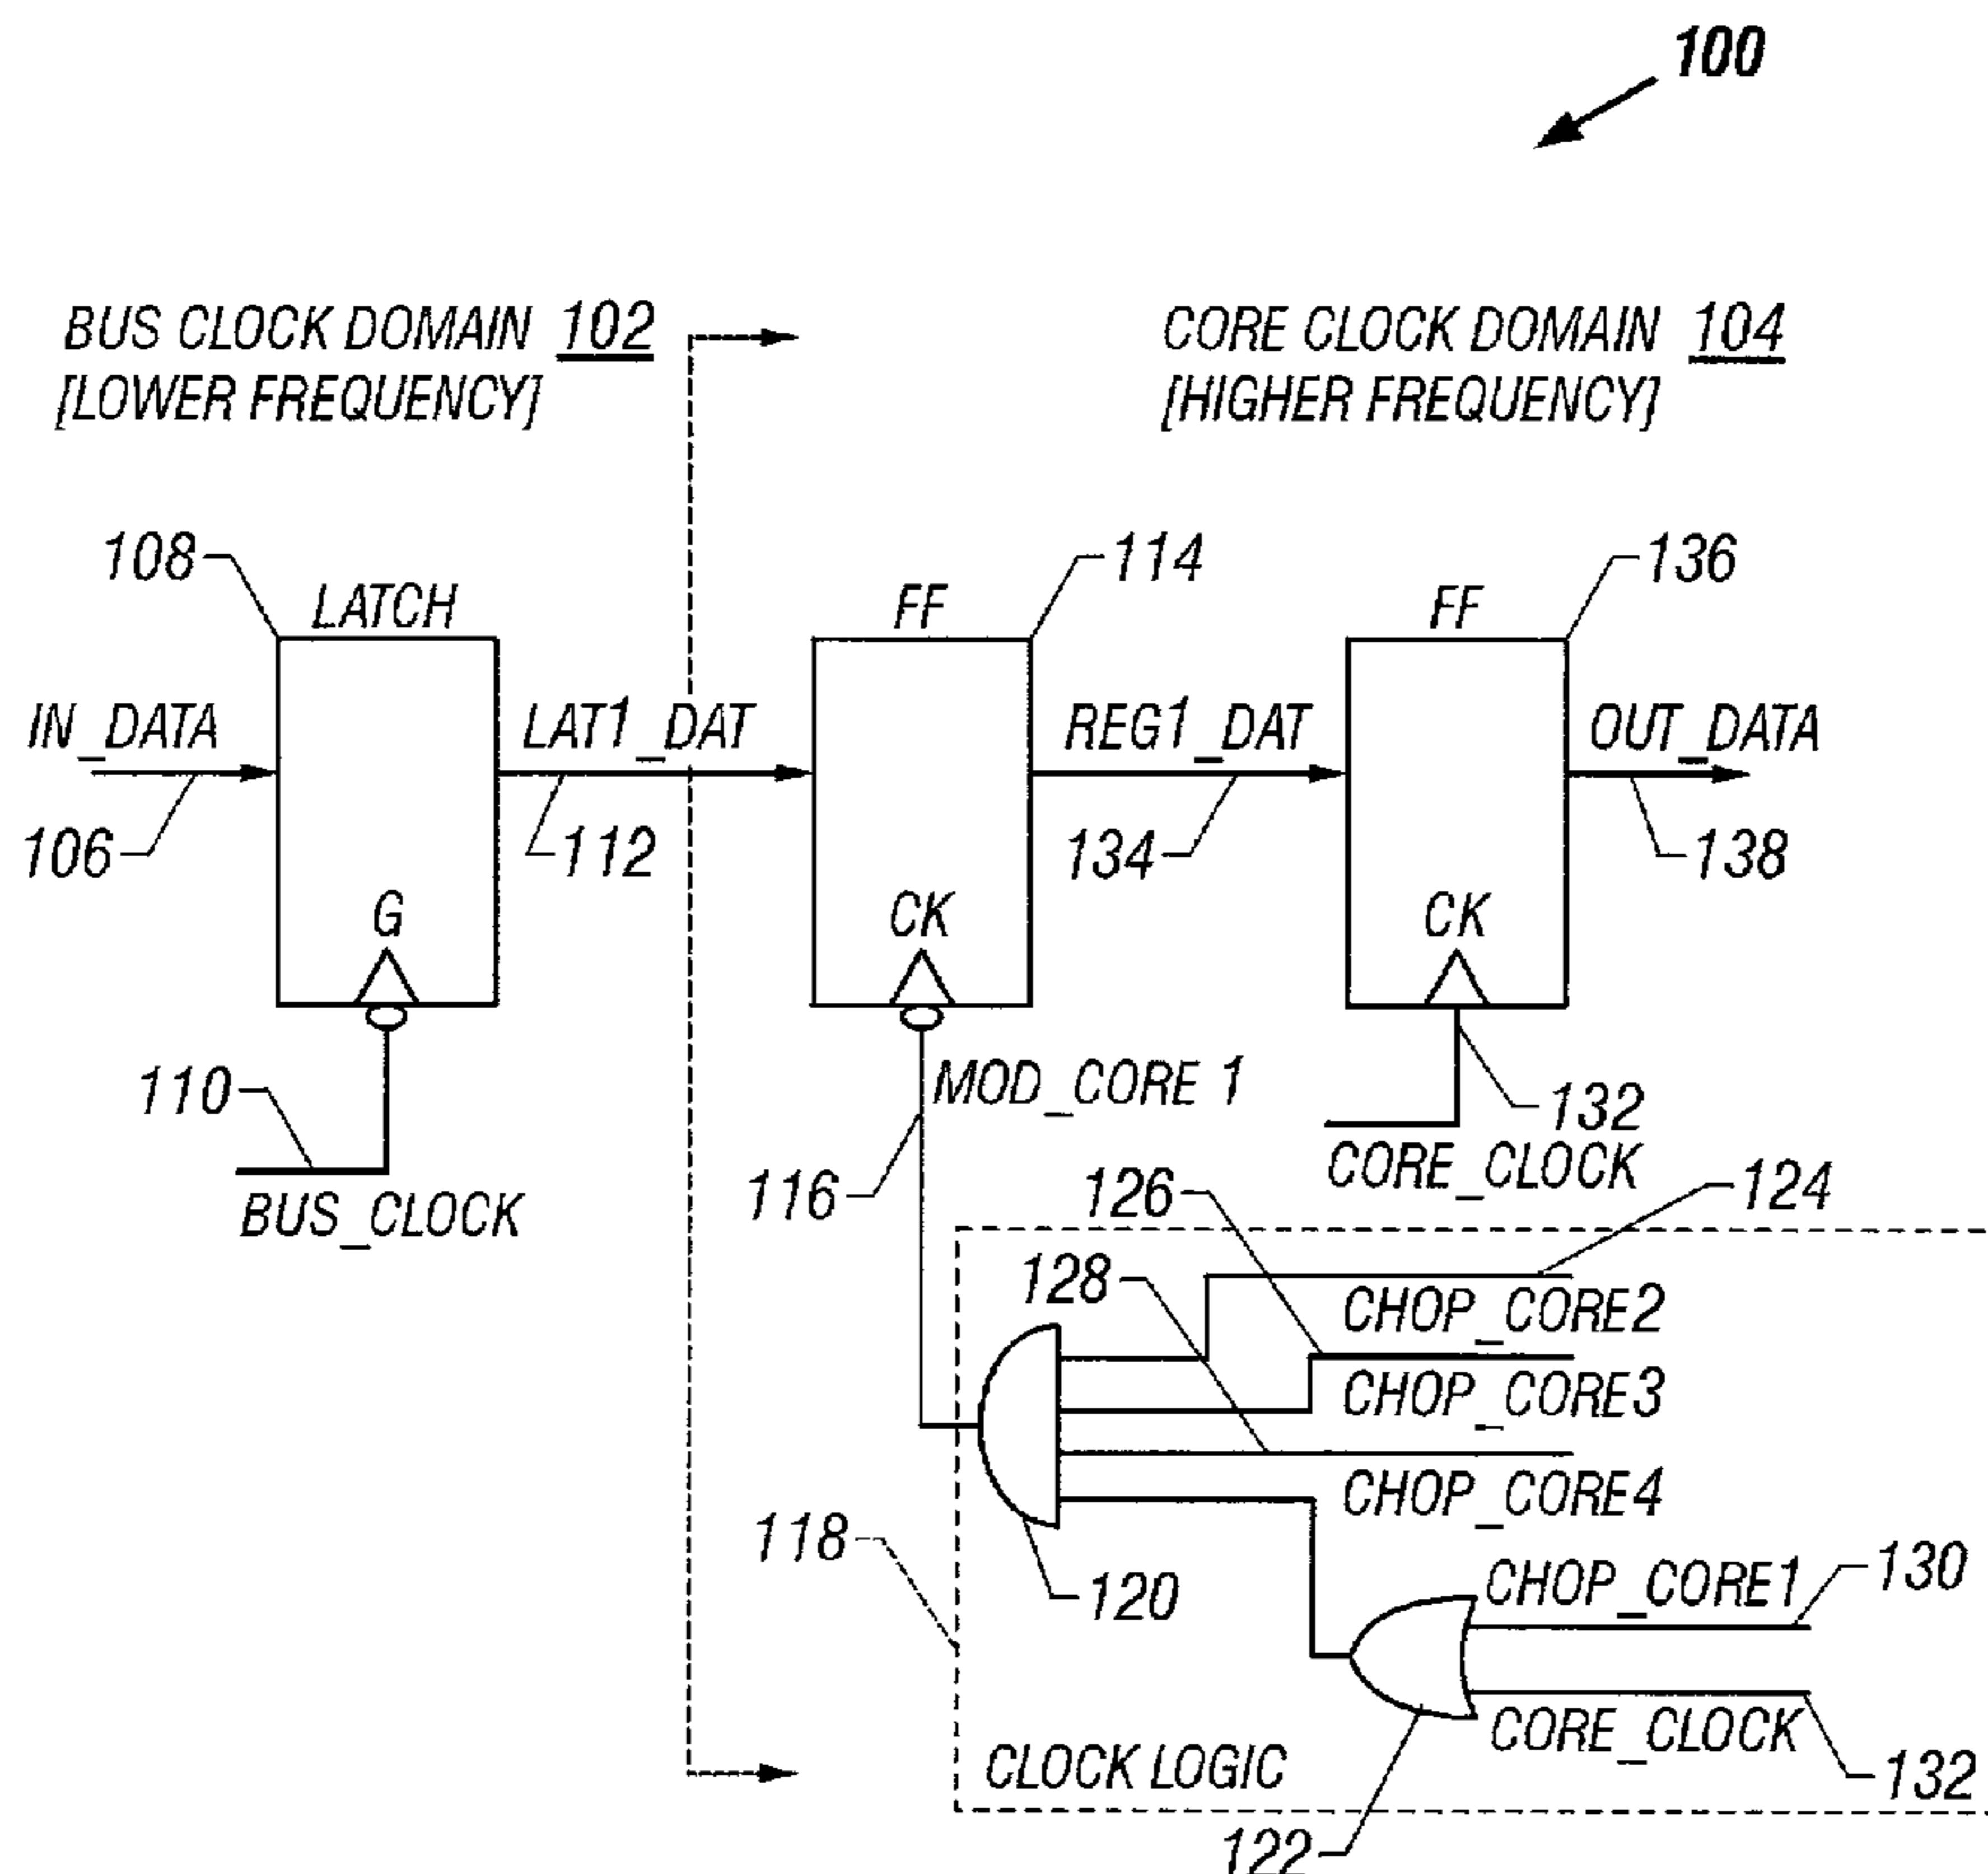 100
BUS CLOCK DOMAIN 102
[LOWER FREQUENCY]
CORE CLOCK DOMAIN 104
[HIGHER FREQUENCY]
108
LATCH
FF
114
FF
136
IN_DATA
LAT1_DAT
REG1_DAT
OUT_DATA
106
112
134
138
G
CK
CK
110
BUS_CLOCK
MOD_CORE 1
116
132
CORE_CLOCK
126
124
128
CHOP_CORE2
CHOP_CORE3
CHOP_CORE4
118
120
CHOP_CORE1
130
CORE_CLOCK
132
CLOCK LOGIC
122